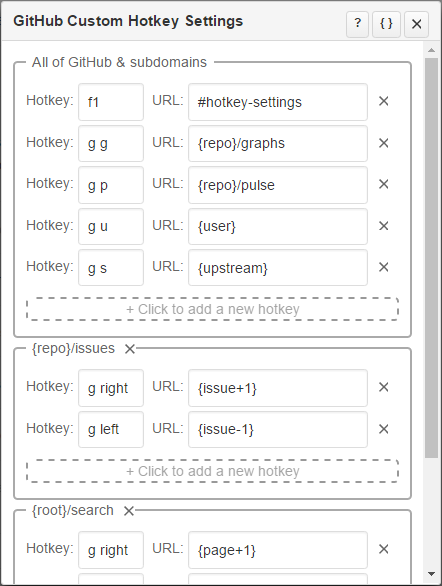 GitHub Custom Hotkey Settings ? { } ×
All of GitHub & subdomains
Hotkey: f1 URL: #hotkey-settings ×
Hotkey: g g URL: {repo}/graphs ×
Hotkey: g p URL: {repo}/pulse ×
Hotkey: g u URL: {user} ×
Hotkey: g s URL: {upstream} ×
+ Click to add a new hotkey
{repo}/issues ×
Hotkey: g right URL: {issue+1} ×
Hotkey: g left URL: {issue-1} ×
+ Click to add a new hotkey
{root}/search ×
Hotkey: g right URL: {page+1} ×